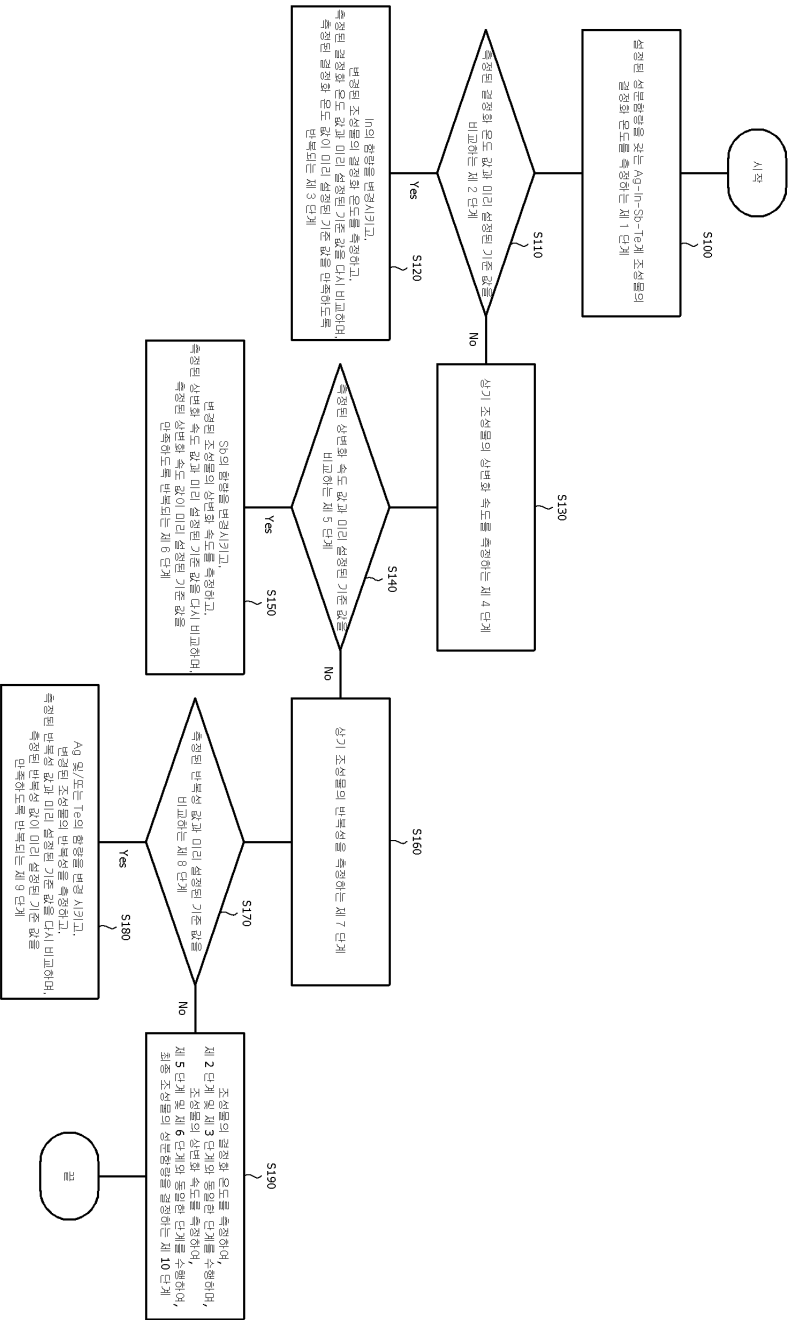 시작
S100
설정된 성분함량을 갖는 Ag-In-Sb-Te계 조성물의
결정화 온도를 측정하는 제 1 단계
S110
측정된 결정화 온도 값과 미리 설정된 기준 값을
비교하는 제 2 단계
Yes
No
S120
In의 함량을 변경시키고,
변경된 조성물의 결정화 온도를 측정하고,
측정된 결정화 온도 값과 미리 설정된 기준 값을 다시 비교하며,
측정된 결정화 온도 값이 미리 설정된 기준 값을 만족하도록
반복되는 제 3 단계
S130
상기 조성물의 상변화 속도를 측정하는 제 4 단계
S140
측정된 상변화 속도 값과 미리 설정된 기준 값을
비교하는 제 5 단계
Yes
No
S150
Sb의 함량을 변경시키고,
변경된 조성물의 상변화 속도를 측정하고,
측정된 상변화 속도 값과 미리 설정된 기준 값을 다시 비교하며,
측정된 상변화 속도 값이 미리 설정된 기준 값을
만족하도록 반복되는 제 6 단계
S160
상기 조성물의 반복성을 측정하는 제 7 단계
S170
측정된 반복성 값과 미리 설정된 기준 값을
비교하는 제 8 단계
Yes
No
S180
Ag 및/또는 Te의 함량을 변경 시키고,
변경된 조성물의 반복성을 측정하고,
측정된 반복성 값과 미리 설정된 기준 값을 다시 비교하며,
측정된 반복성 값이 미리 설정된 기준 값을
만족하도록 반복되는 제 9 단계
S190
조성물의 결정화 온도를 측정하여,
제 2 단계 및 제 3 단계와 동일한 단계를 수행하며,
조성물의 상변화 속도를 측정하여,
제 5 단계 및 제 6 단계와 동일한 단계를 수행하여,
최종 조성물의 성분함량을 결정하는 제 10 단계
끝